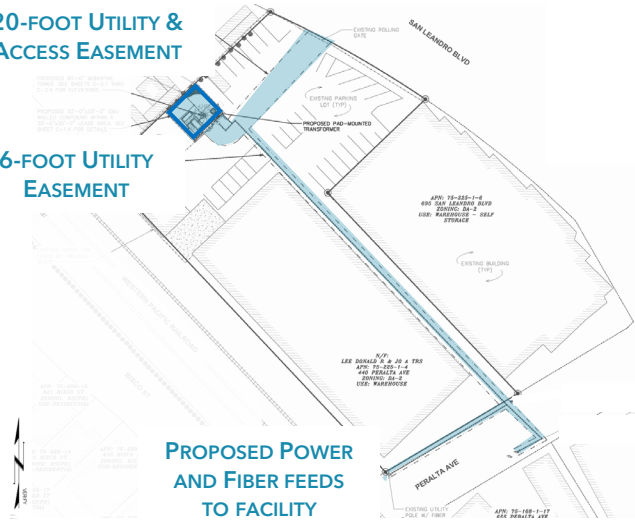 20-FOOT UTILITY &
ACCESS EASEMENT
SAN LEANDRO BLVD
EXISTING ROLLING
GATE
EXISTING PARKING
LOT (TYP)
PROPOSED PAD-MOUNTED
TRANSFORMER
6-FOOT UTILITY
EASEMENT
APN: 75-225-1-6
695 SAN LEANDRO BLVD
ZONING: DA-2
USE: WAREHOUSE - SELF
STORAGE
EXISTING BUILDING
(TYP)
N/F:
LEE DONALD R & JO A TRS
APN: 75-225-1-4
440 PERALTA AVE
ZONING: DA-2
USE: WAREHOUSE
PROPOSED POWER
AND FIBER FEEDS
TO FACILITY
PERALTA AVE
EXISTING UTILITY
POLE W/ FIBER
APN: 75-168-1-17
655 PERALTA AVE